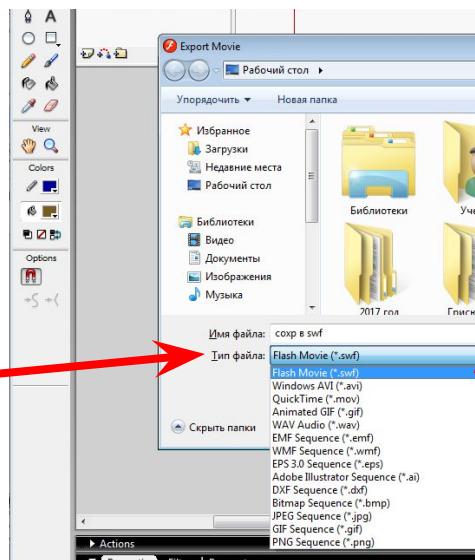 View
Colors
Options
Export Movie
Рабочий стол
Упорядочить
Новая папка
Избранное
Загрузки
Недавние места
Рабочий стол
Библиотеки
Видео
Документы
Изображения
Музыка
Библиотеки
2017 год
Имя файла: сохр в swf
Тип файла: Flash Movie (*.swf)
Flash Movie (*.swf)
Windows AVI (*.avi)
QuickTime (*.mov)
Animated GIF (*.gif)
WAV Audio (*.wav)
EMF Sequence (*.emf)
WMF Sequence (*.wmf)
EPS 3.0 Sequence (*.eps)
Adobe Illustrator Sequence (*.ai)
DXF Sequence (*.dxf)
Bitmap Sequence (*.bmp)
JPEG Sequence (*.jpg)
GIF Sequence (*.gif)
PNG Sequence (*.png)
Скрыть папки
Actions